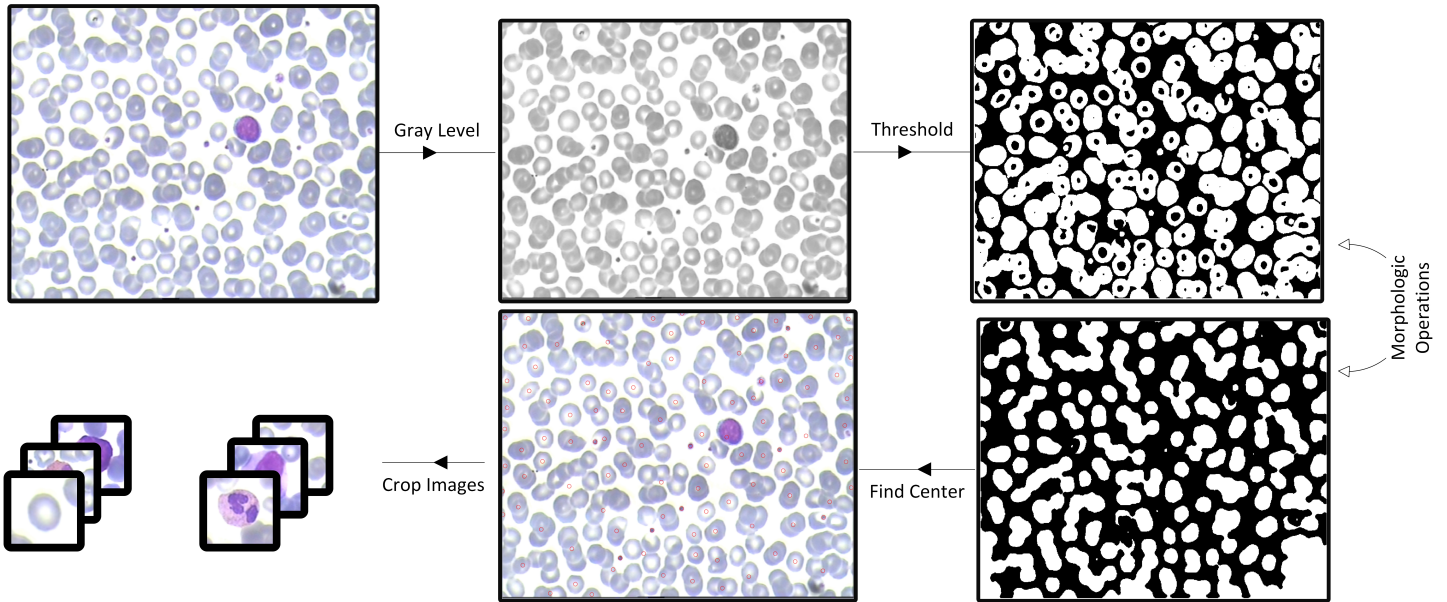 Gray Level
Threshold
Morphologic
Operations
Find Center
Crop Images